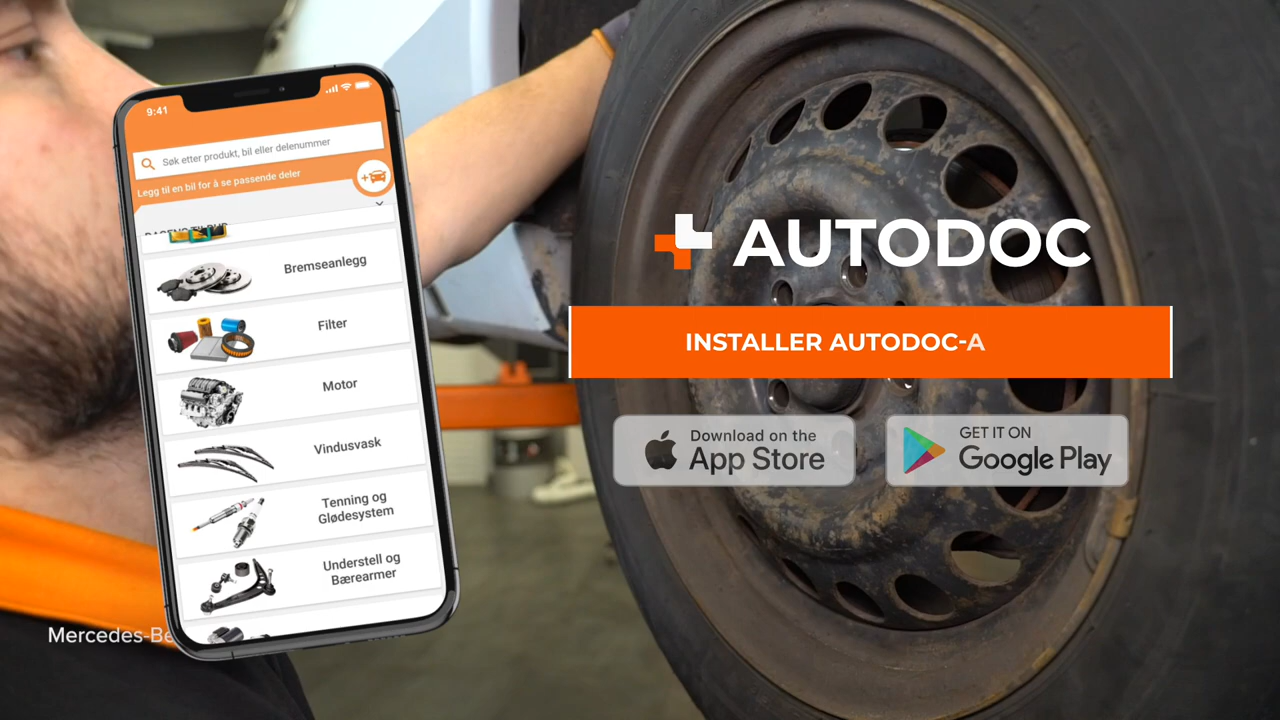 9:41
Søk etter produkt, bil eller delenummer
Legg til en bil for å se passende deler
Bremseanlegg
Filter
Motor
Vindusvask
Tenning og
Glødesystem
Understell og
Bærearmer
AUTODOC
INSTALLER AUTODOC-A
Download on the
App Store
GET IT ON
Google Play
Mercedes-Be